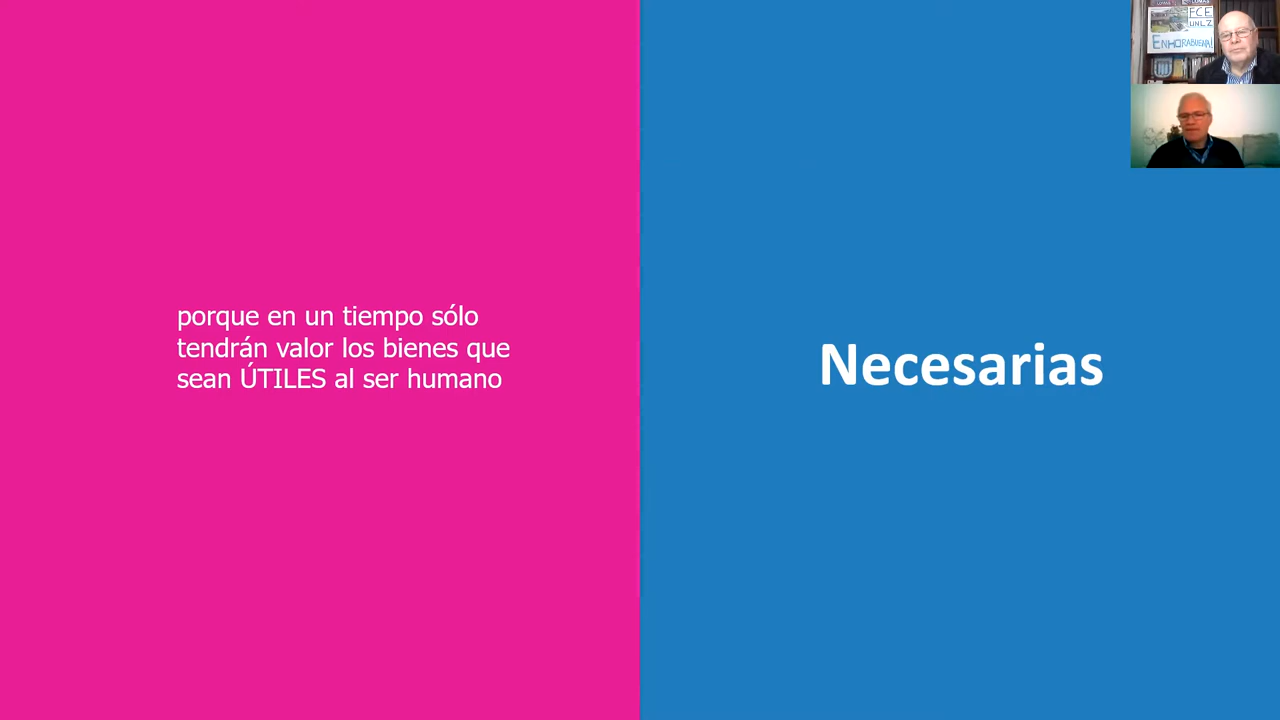 porque en un tiempo sólo
tendrán valor los bienes que
sean ÚTILES al ser humano
Necesarias
FCE
UNLZ
ENHORABUENA!